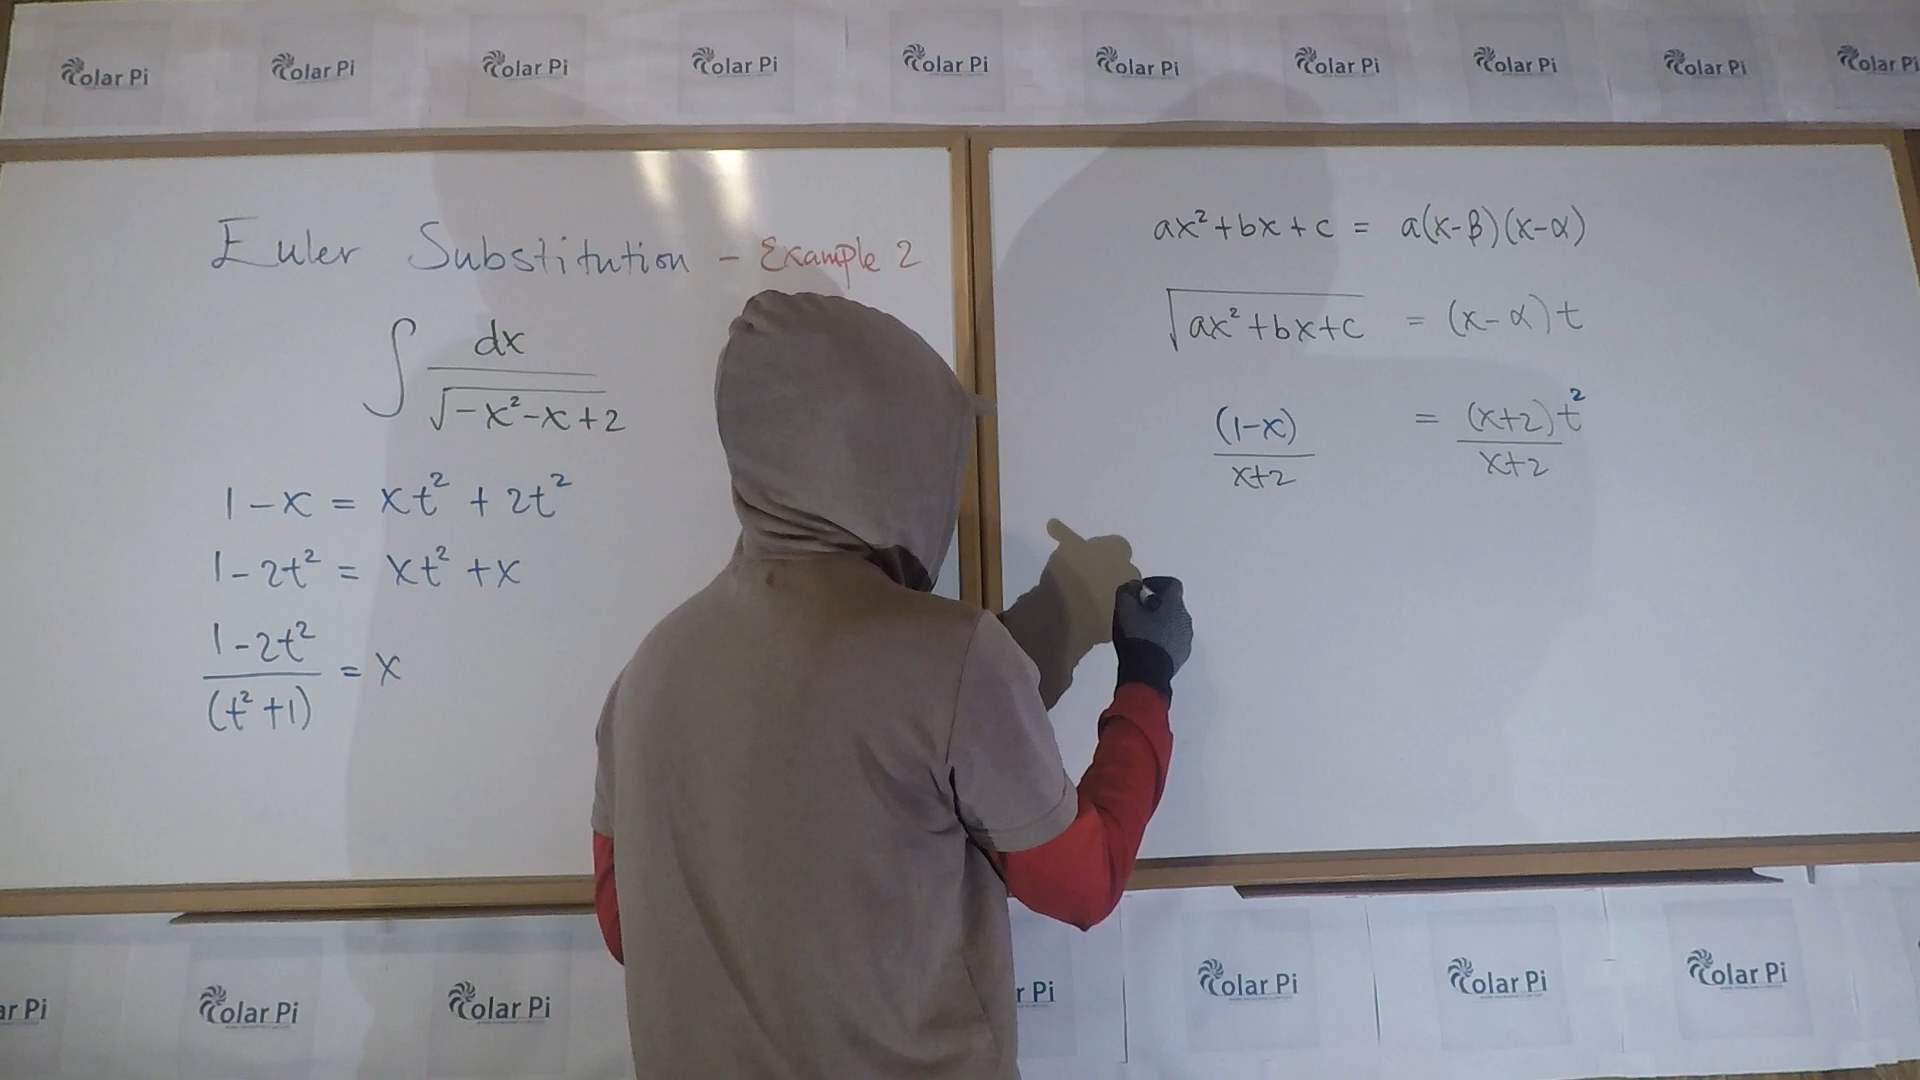 Colar Pi Colar Pi Colar Pi Colar Pi Colar Pi Colar Pi Colar Pi Colar Pi Colar Pi Colar Pi
Euler Substitution - Example 2
∫ dx / √(-x²-x+2)
1-x = xt² + 2t²
1-2t² = xt² + x
(1-2t²) / (t²+1) = x
ax²+bx+c = a(x-β)(x-α)
√(ax²+bx+c) = (x-α)t
(1-x) / (x+2) = (x+2)t² / (x+2)
ar Pi Colar Pi Colar Pi r Pi Colar Pi Colar Pi Colar Pi